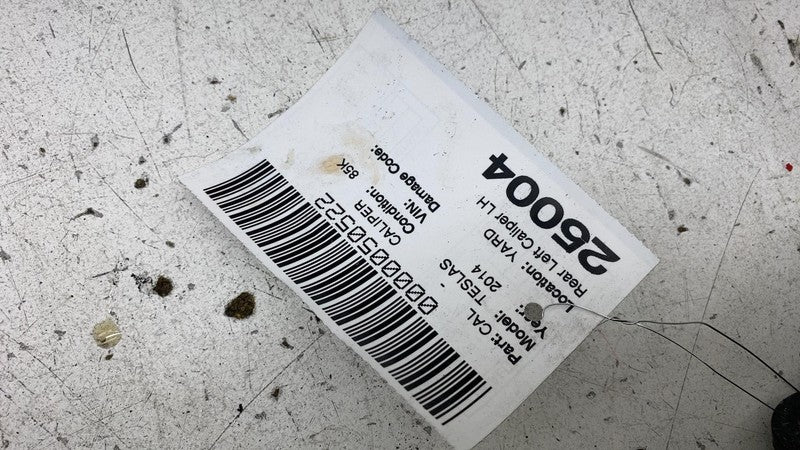 0000050522
Part: CAL - CALIPER
Model: TESLAS Condition: 85K
Year: 2014 VIN:
Location: YARD Damage Code:
Rear Left Caliper LH
25004